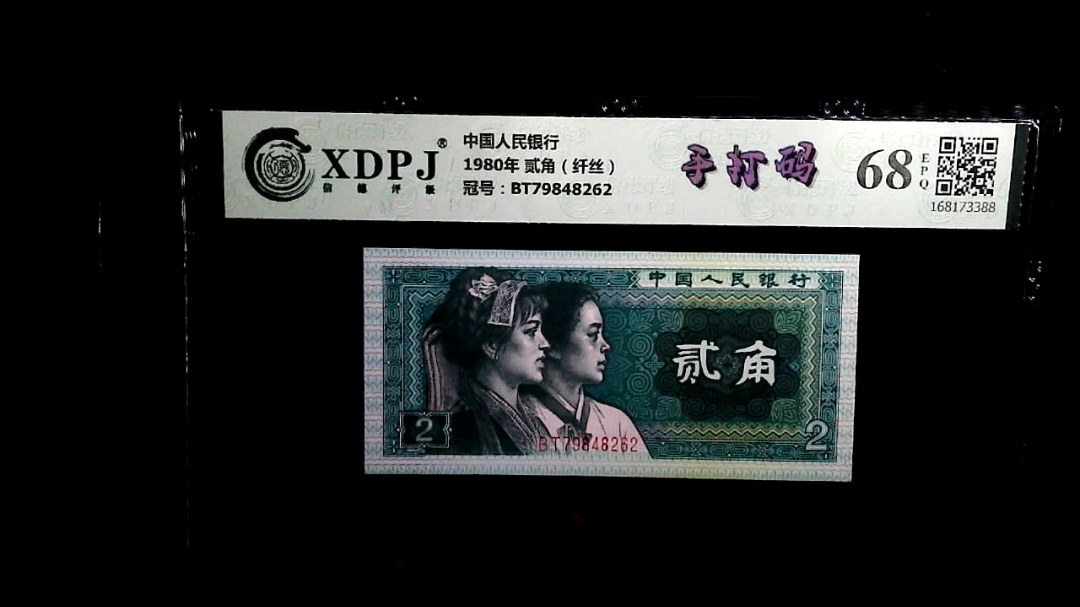 XDPJ®
信德评级
中国人民银行
1980年 贰角（纤丝）
冠号：BT79848262
手打码
68
EPQ
168173388
中国人民银行
贰角
2
BT79848262
2